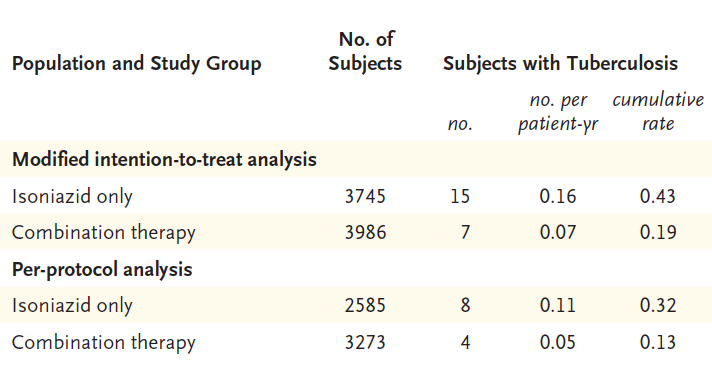 No. of
Population and Study Group Subjects Subjects with Tuberculosis
no. per cumulative
no. patient-yr rate
Modified intention-to-treat analysis
Isoniazid only 3745 15 0.16 0.43
Combination therapy 3986 7 0.07 0.19
Per-protocol analysis
Isoniazid only 2585 8 0.11 0.32
Combination therapy 3273 4 0.05 0.13